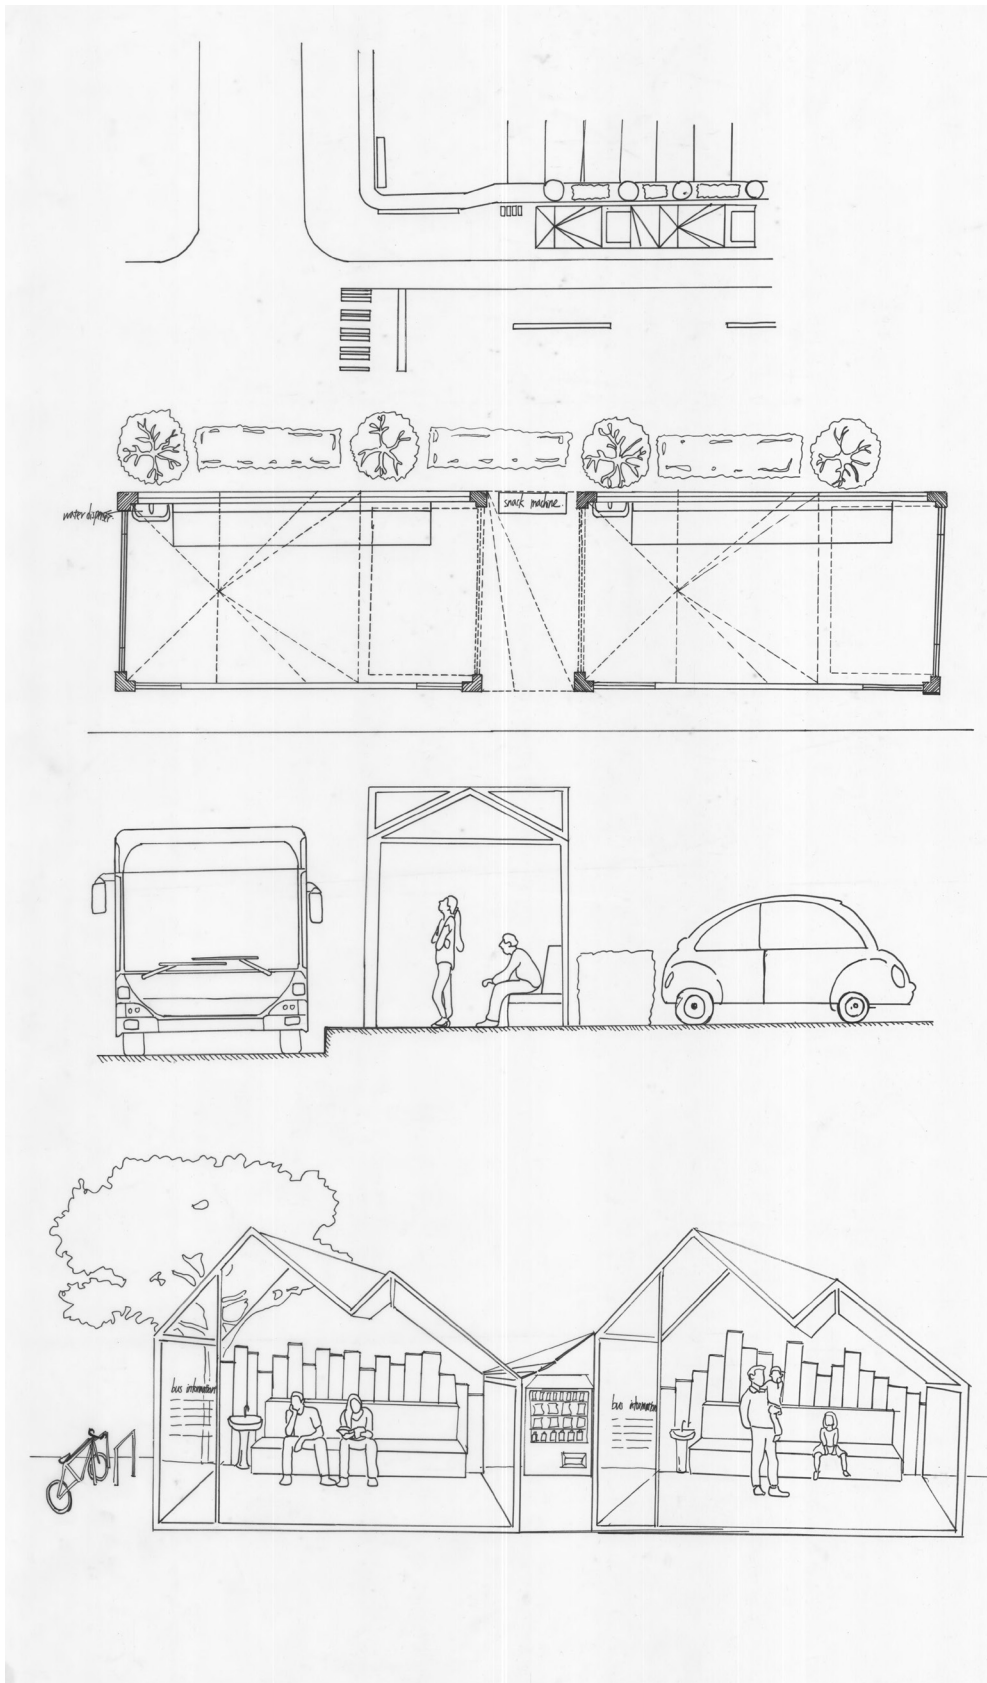 snack machine
water dispenser
bus information
bus information